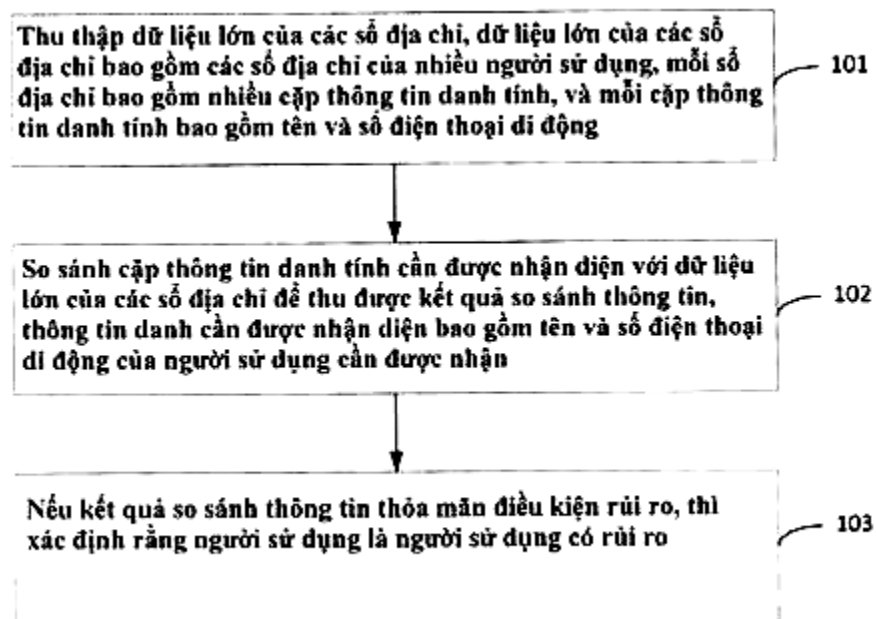 Thu thập dữ liệu lớn của các sổ địa chỉ, dữ liệu lớn của các sổ
địa chỉ bao gồm các sổ địa chỉ của nhiều người sử dụng, mỗi sổ
địa chỉ bao gồm nhiều cặp thông tin danh tính, và mỗi cặp thông
tin danh tính bao gồm tên và số điện thoại di động
101
So sánh cặp thông tin danh tính cần được nhận diện với dữ liệu
lớn của các sổ địa chỉ để thu được kết quả so sánh thông tin,
thông tin danh cần được nhận diện bao gồm tên và số điện thoại
di động của người sử dụng cần được nhận
102
Nếu kết quả so sánh thông tin thỏa mãn điều kiện rủi ro, thì
xác định rằng người sử dụng là người sử dụng có rủi ro
103